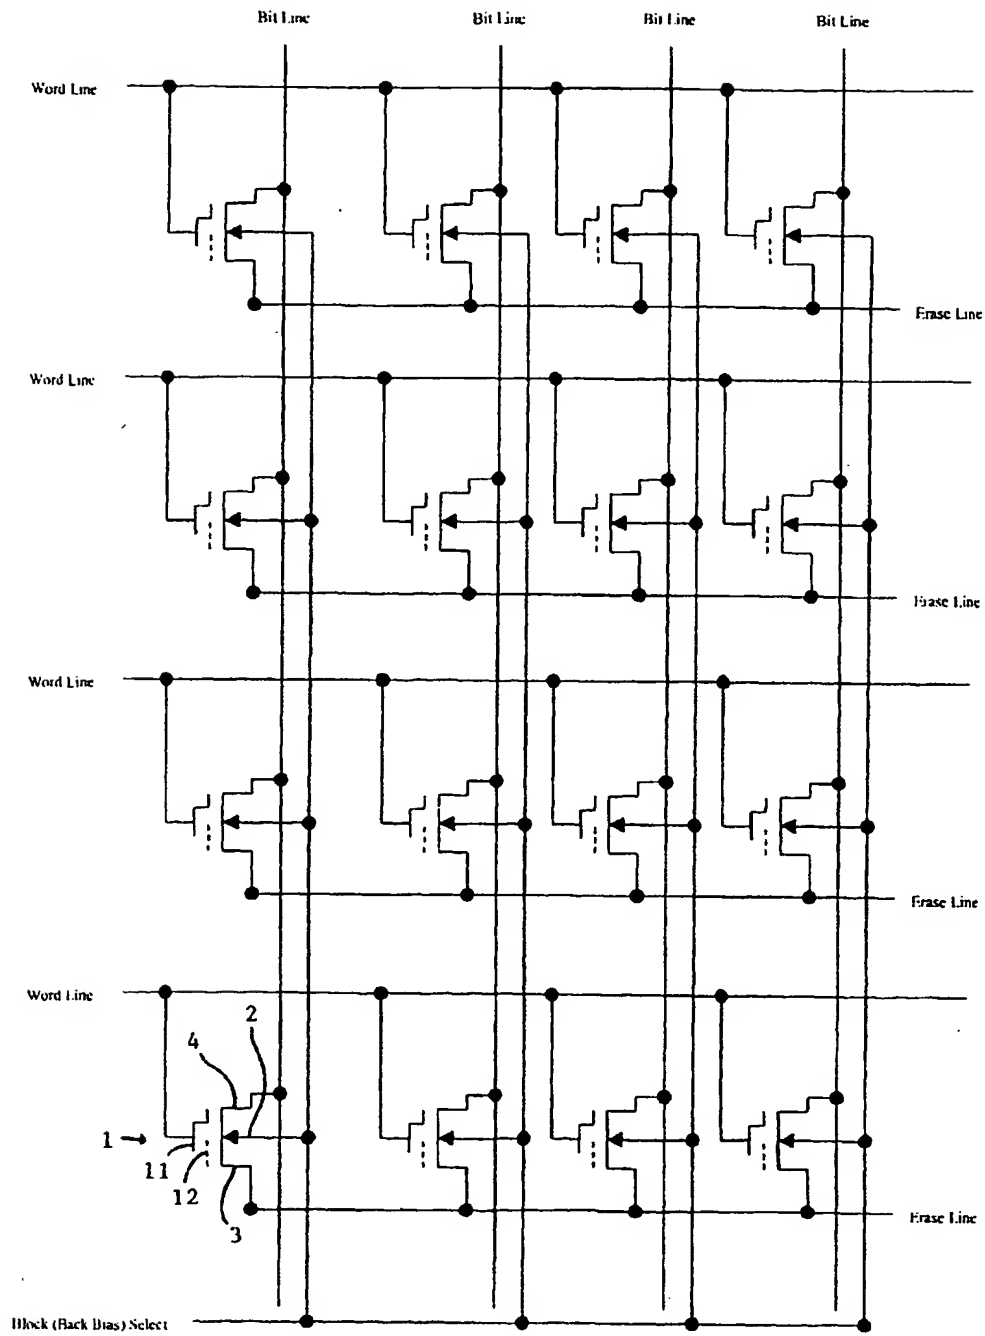 Bit Line Bit Line Bit Line Bit Line
Word Line
Erase Line
Word Line
Erase Line
Word Line
Erase Line
Word Line
2
4
1
11
12
3
Erase Line
Block (Back Bias) Select